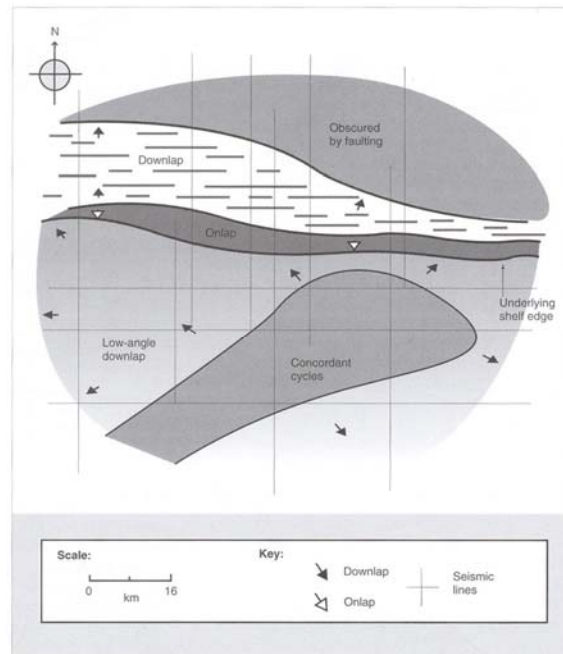 N
Obscured
by faulting
Downlap
Onlap
Underlying
shelf edge
Low-angle
downlap
Concordant
cycles
Scale:
0 16
km
Key:
Downlap
Onlap
Seismic
lines